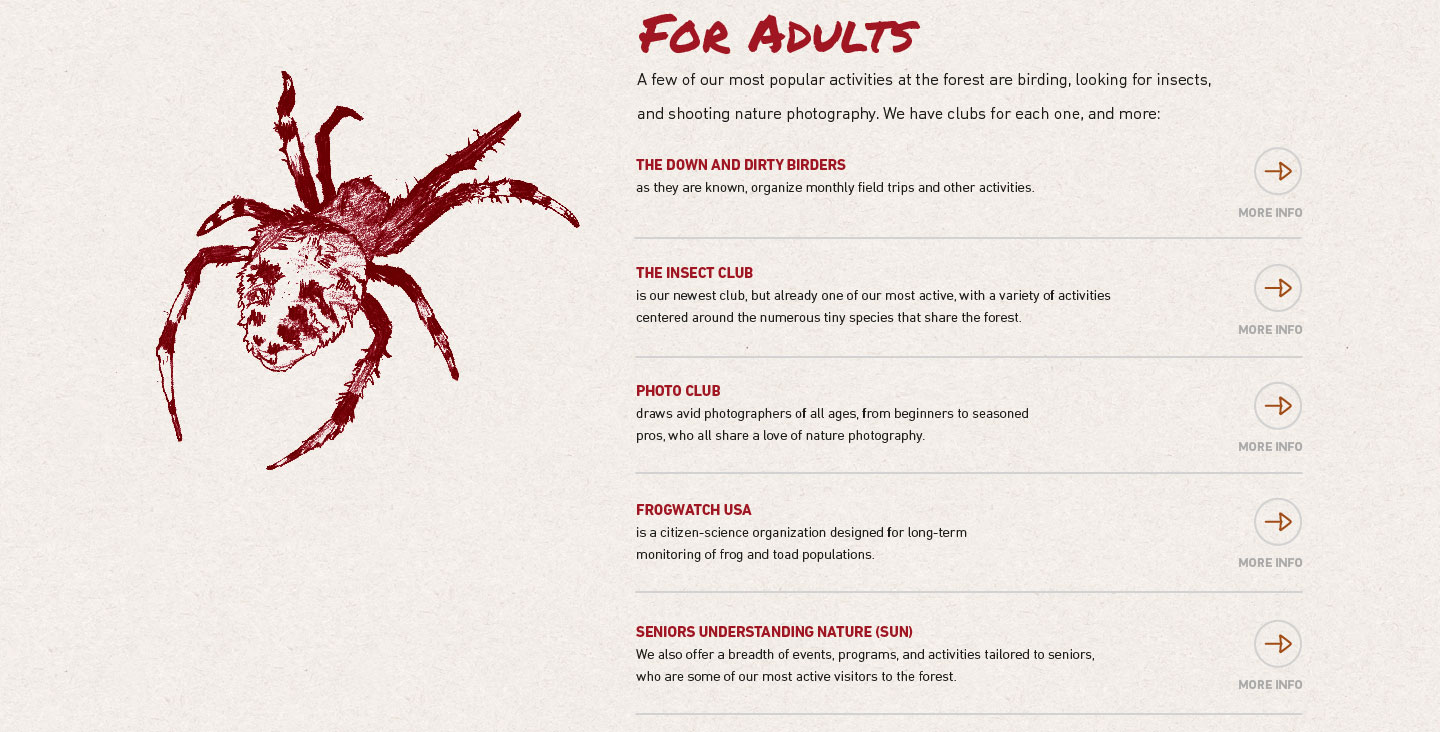 For Adults
A few of our most popular activities at the forest are birding, looking for insects,
and shooting nature photography. We have clubs for each one, and more:
THE DOWN AND DIRTY BIRDERS
as they are known, organize monthly field trips and other activities.
MORE INFO
THE INSECT CLUB
is our newest club, but already one of our most active, with a variety of activities
centered around the numerous tiny species that share the forest.
MORE INFO
PHOTO CLUB
draws avid photographers of all ages, from beginners to seasoned
pros, who all share a love of nature photography.
MORE INFO
FROGWATCH USA
is a citizen-science organization designed for long-term
monitoring of frog and toad populations.
MORE INFO
SENIORS UNDERSTANDING NATURE (SUN)
We also offer a breadth of events, programs, and activities tailored to seniors,
who are some of our most active visitors to the forest.
MORE INFO